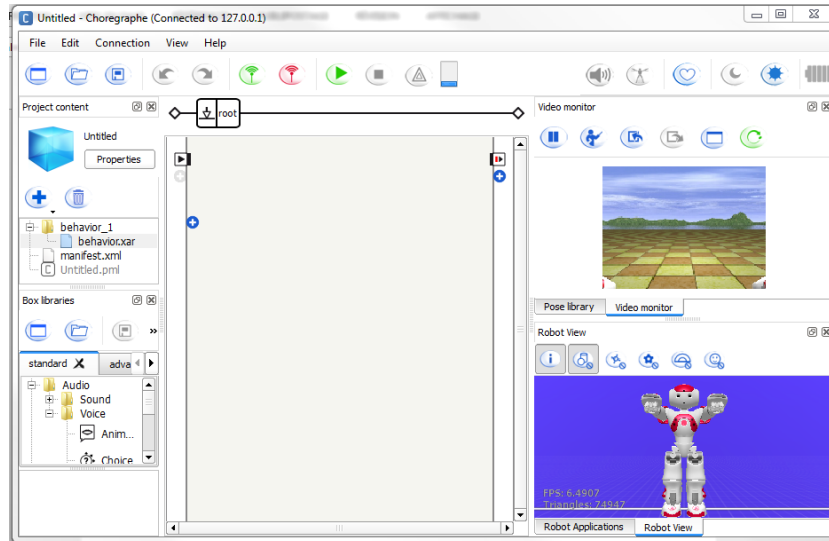 Untitled - Choregraphe (Connected to 127.0.0.1)
File Edit Connection View Help
Project content
Untitled
Properties
behavior_1
behavior.xar
manifest.xml
Untitled.pml
Box libraries
»
standard
adva
Audio
Sound
Voice
Anim...
Choice
root
Video monitor
Pose library
Video monitor
Robot View
FPS: 6.4907
Triangles: 74947
Robot Applications
Robot View